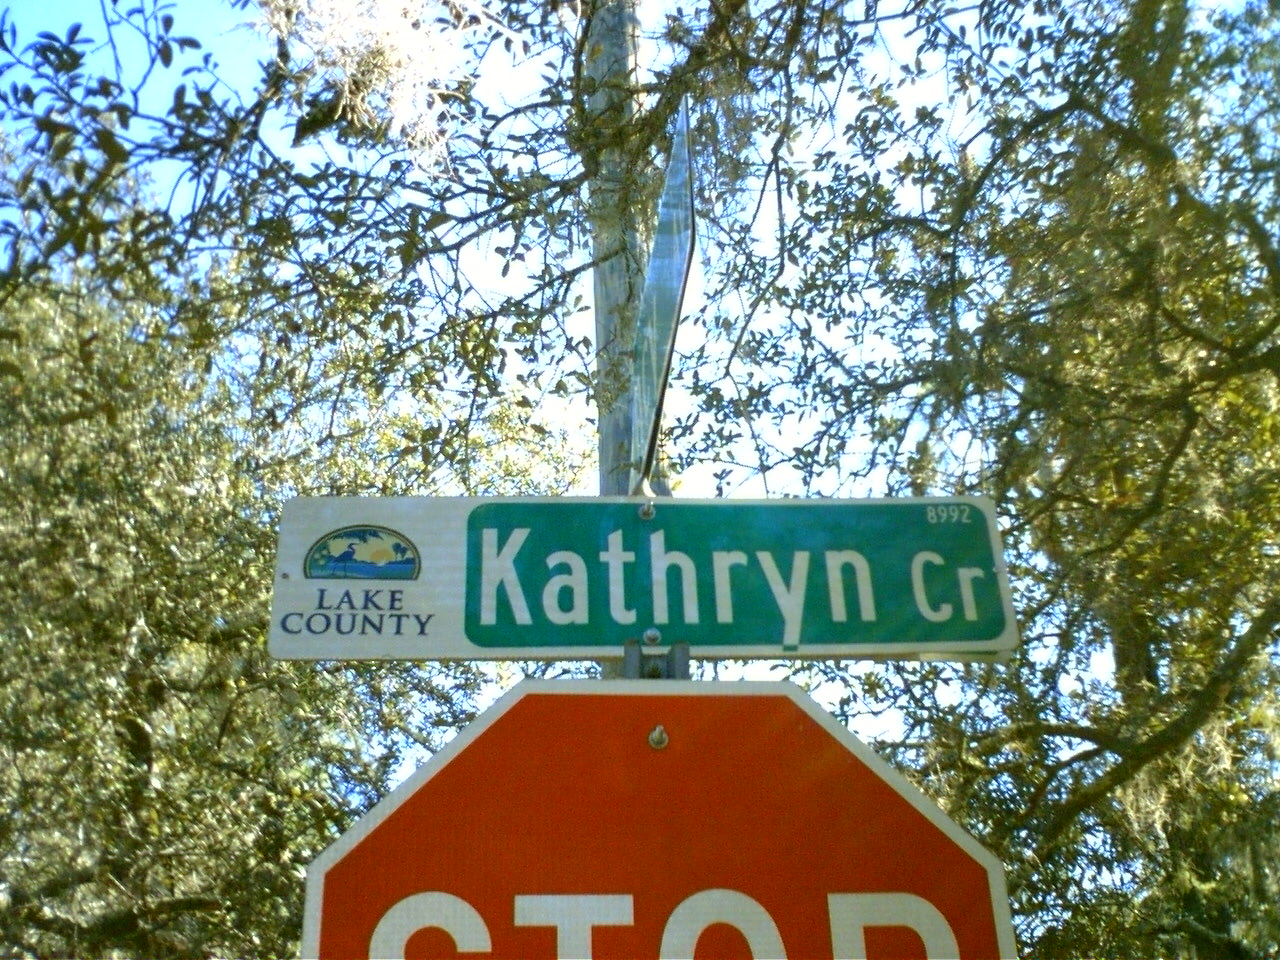 8992
Kathryn Cr
LAKE
COUNTY
STOP